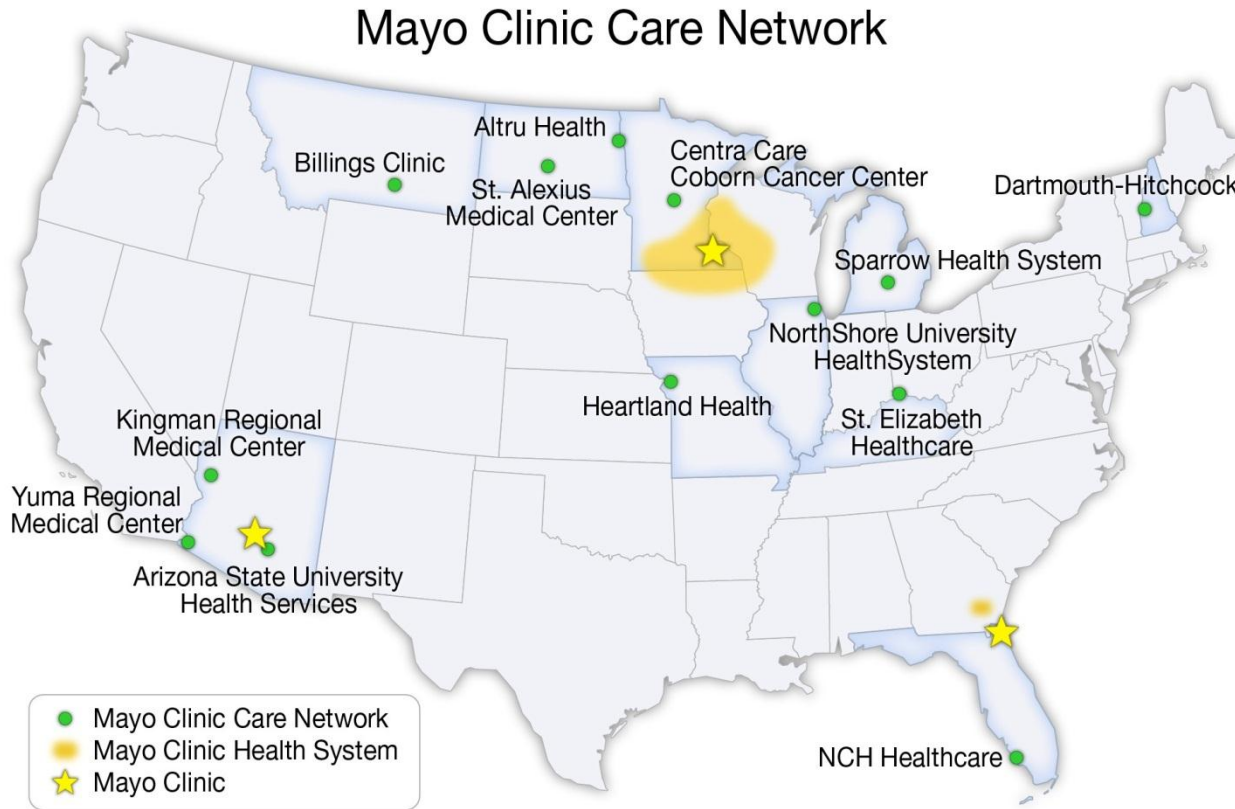 Mayo Clinic Care Network
Altru Health
Billings Clinic
St. Alexius
Medical Center
Centra Care
Coborn Cancer Center
Dartmouth-Hitchcock
Sparrow Health System
NorthShore University
HealthSystem
Heartland Health
St. Elizabeth
Healthcare
Kingman Regional
Medical Center
Yuma Regional
Medical Center
Arizona State University
Health Services
NCH Healthcare
Mayo Clinic Care Network
Mayo Clinic Health System
Mayo Clinic